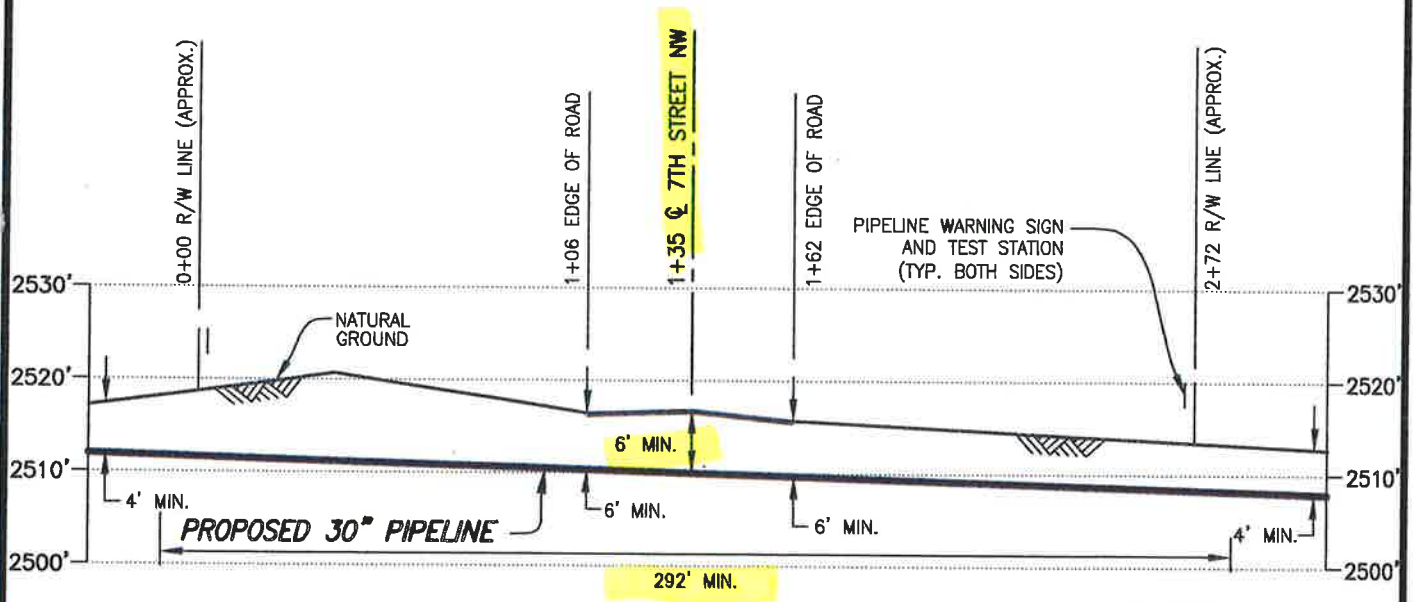 0+00 R/W LINE (APPROX.)
1+06 EDGE OF ROAD
1+35 ℄ 7TH STREET NW
1+62 EDGE OF ROAD
2+72 R/W LINE (APPROX.)
PIPELINE WARNING SIGN
AND TEST STATION
(TYP. BOTH SIDES)
2530'
2530'
NATURAL
GROUND
2520'
2520'
6' MIN.
2510'
2510'
4' MIN.
6' MIN.
6' MIN.
4' MIN.
PROPOSED 30" PIPELINE
2500'
2500'
292' MIN.